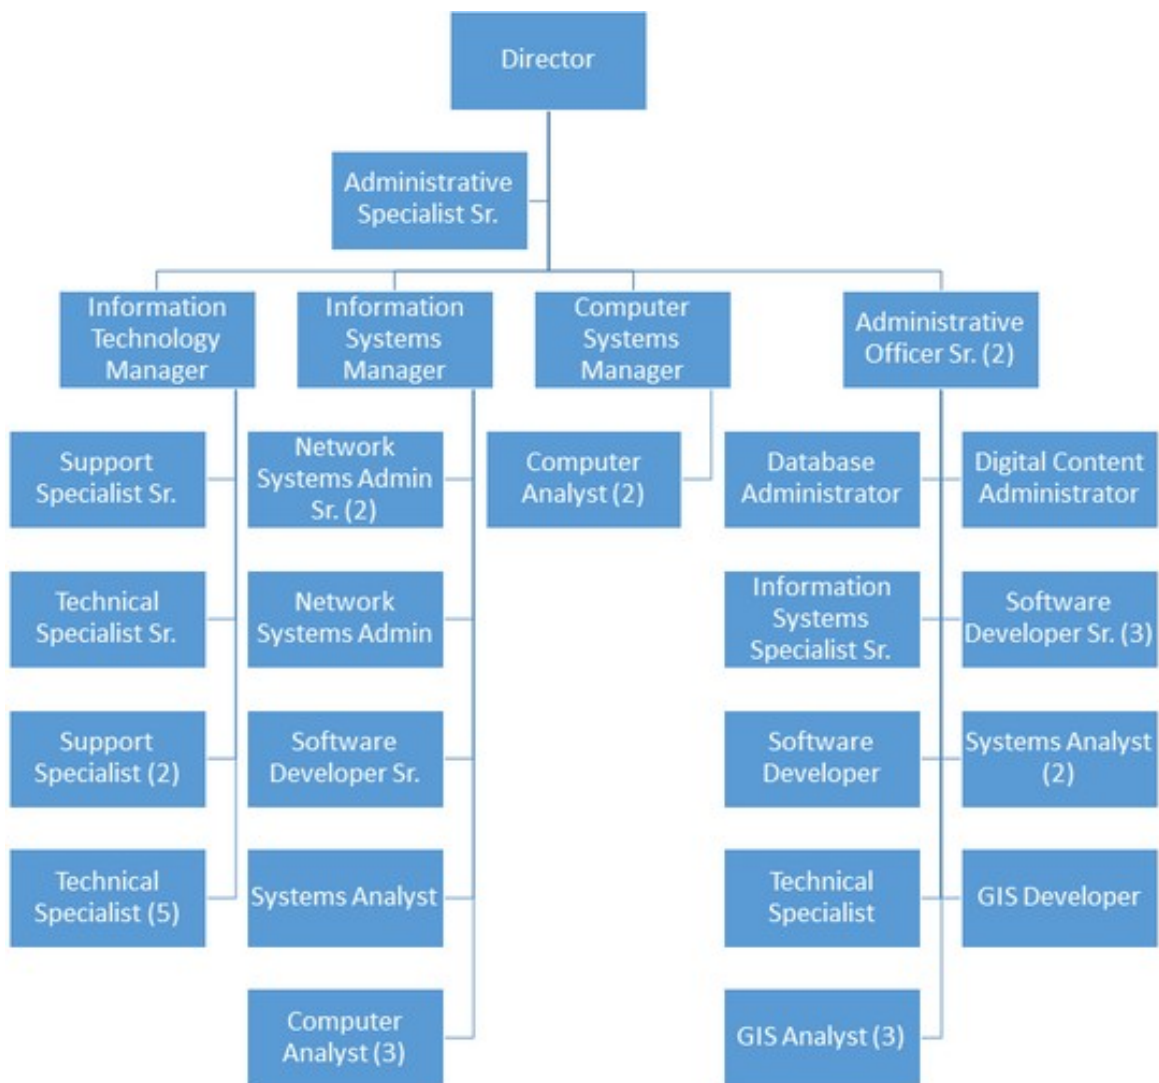 Director
Administrative
Specialist Sr.
Information
Technology
Manager
Information
Systems
Manager
Computer
Systems
Manager
Administrative
Officer Sr. (2)
Support
Specialist Sr.
Network
Systems Admin
Sr. (2)
Computer
Analyst (2)
Database
Administrator
Digital Content
Administrator
Technical
Specialist Sr.
Network
Systems Admin
Information
Systems
Specialist Sr.
Software
Developer Sr. (3)
Support
Specialist (2)
Software
Developer Sr.
Software
Developer
Systems Analyst
(2)
Technical
Specialist (5)
Systems Analyst
Technical
Specialist
GIS Developer
Computer
Analyst (3)
GIS Analyst (3)